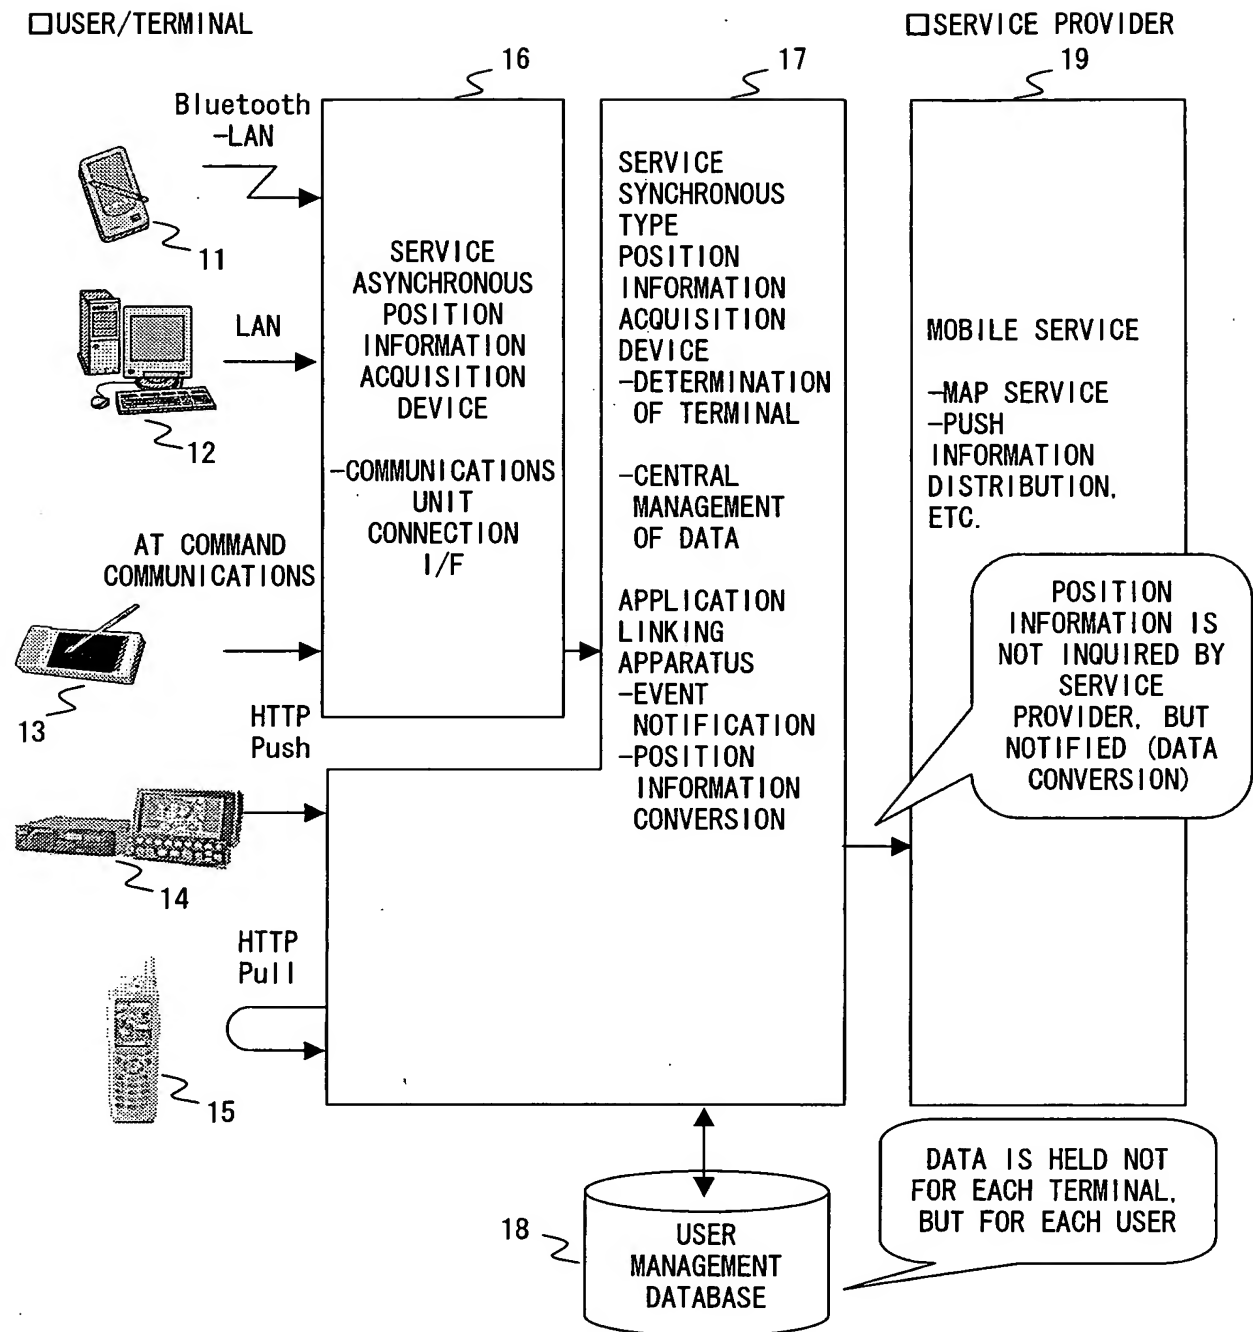 □USER/TERMINAL
□SERVICE PROVIDER
16
17
19
Bluetooth
-LAN
11
LAN
12
AT COMMAND
COMMUNICATIONS
13
HTTP
Push
14
HTTP
Pull
15
SERVICE
ASYNCHRONOUS
POSITION
INFORMATION
ACQUISITION
DEVICE
-COMMUNICATIONS
UNIT
CONNECTION
I/F
SERVICE
SYNCHRONOUS
TYPE
POSITION
INFORMATION
ACQUISITION
DEVICE
-DETERMINATION
OF TERMINAL
-CENTRAL
MANAGEMENT
OF DATA
APPLICATION
LINKING
APPARATUS
-EVENT
NOTIFICATION
-POSITION
INFORMATION
CONVERSION
MOBILE SERVICE
-MAP SERVICE
-PUSH
INFORMATION
DISTRIBUTION,
ETC.
POSITION
INFORMATION IS
NOT INQUIRED BY
SERVICE
PROVIDER, BUT
NOTIFIED (DATA
CONVERSION)
18
USER
MANAGEMENT
DATABASE
DATA IS HELD NOT
FOR EACH TERMINAL,
BUT FOR EACH USER